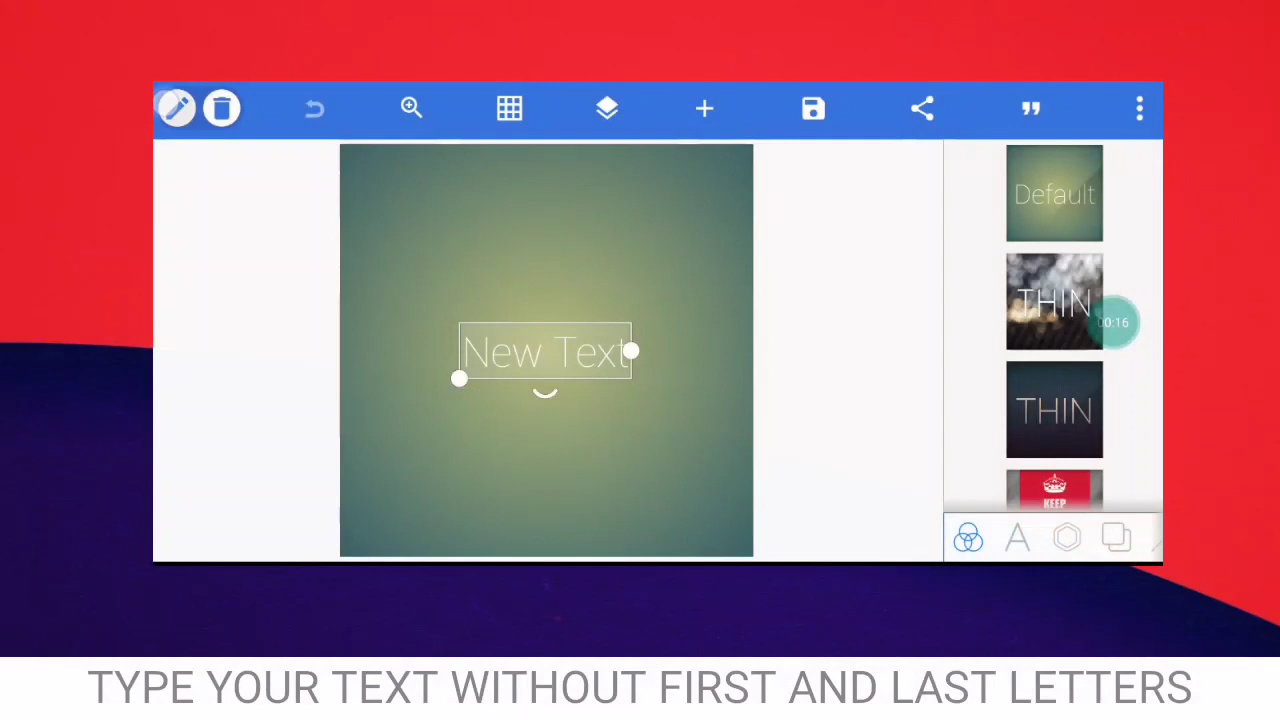 Default
New Text
THIN
00:16
THIN
KEEP
TYPE YOUR TEXT WITHOUT FIRST AND LAST LETTERS